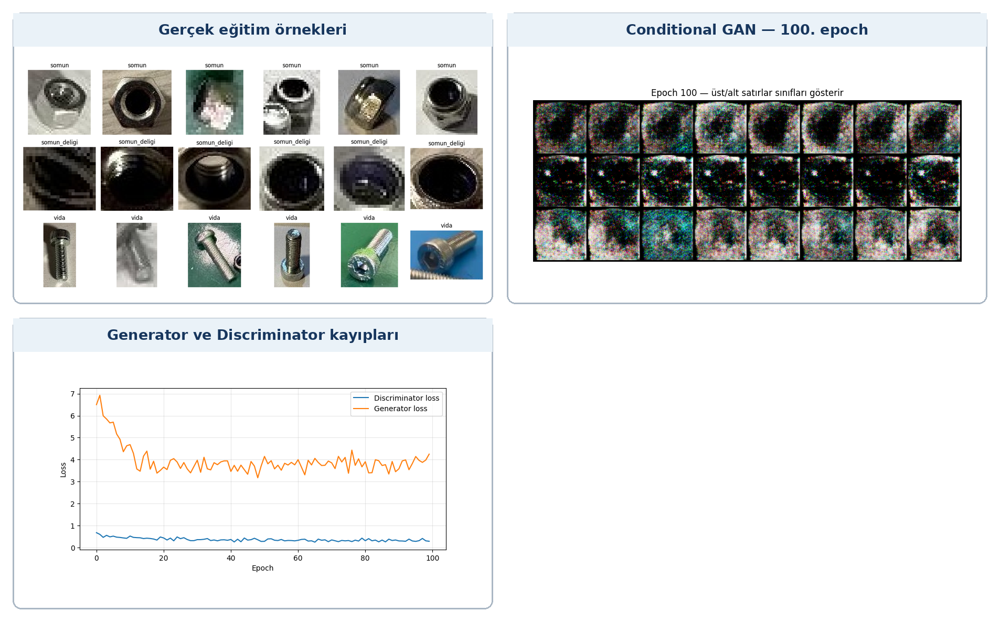 Gerçek eğitim örnekleri
somun somun somun somun somun somun
somun_deligi somun_deligi somun_deligi somun_deligi somun_deligi somun_deligi
vida vida vida vida vida vida
Conditional GAN — 100. epoch
Epoch 100 — üst/alt satırlar sınıfları gösterir
Generator ve Discriminator kayıpları
Discriminator loss
Generator loss
7
6
5
4
3
2
1
0
Loss
0 20 40 60 80 100
Epoch